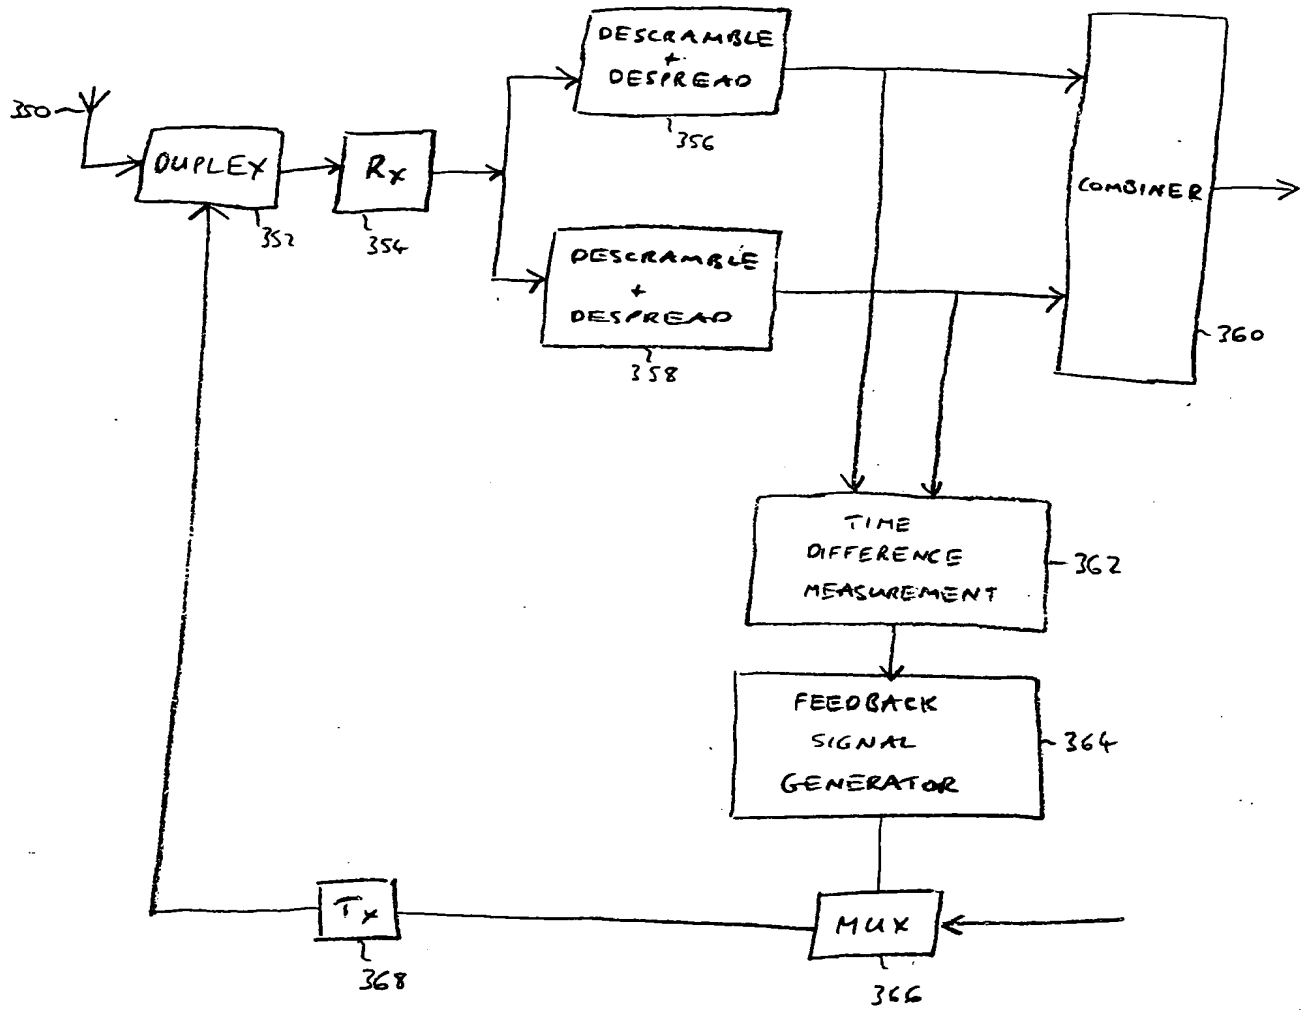 DESCRAMBLE
+
DESPREAD
350
356
DUPLEX
Rx
COMBINER
352
354
DESCRAMBLE
+
DESPREAD
360
358
TIME
DIFFERENCE
MEASUREMENT
362
FEEDBACK
SIGNAL
GENERATOR
364
Tx
MUX
368
366